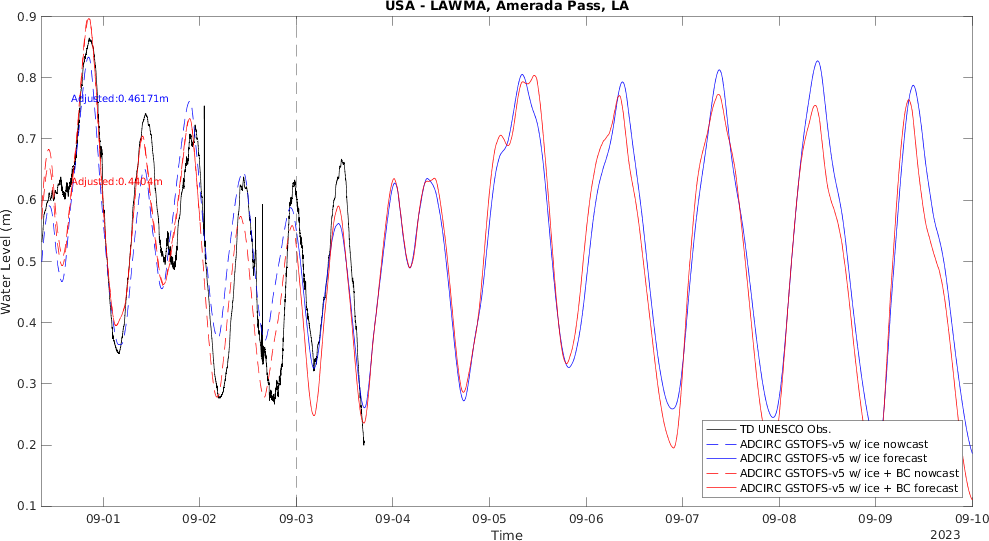 USA - LAWMA, Amerada Pass, LA
0.9
0.8
0.7
0.6
0.5
0.4
0.3
0.2
0.1
Water Level (m)
Adjusted:0.46171m
Adjusted:0.4404m
TD UNESCO Obs.
ADCIRC GSTOFS-v5 w/ ice nowcast
ADCIRC GSTOFS-v5 w/ ice forecast
ADCIRC GSTOFS-v5 w/ ice + BC nowcast
ADCIRC GSTOFS-v5 w/ ice + BC forecast
09-01 09-02 09-03 09-04 09-05 09-06 09-07 09-08 09-09 09-10
Time
2023